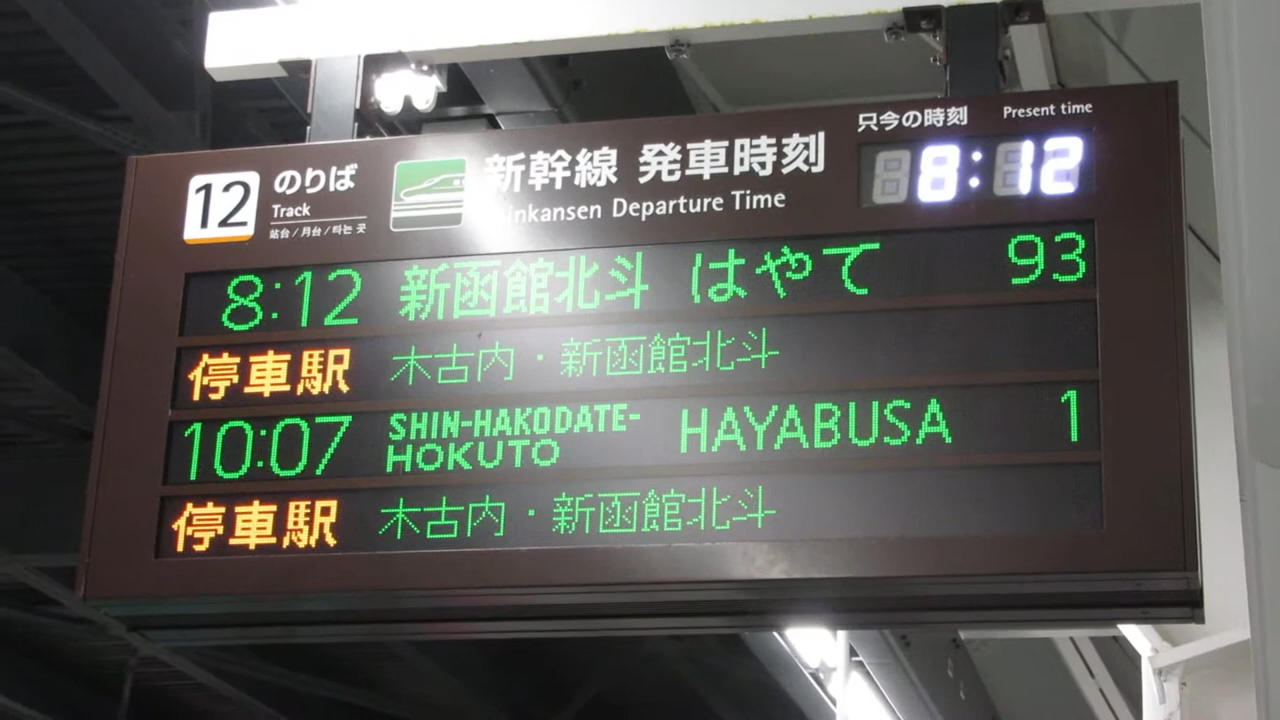 12 のりば
Track
站台／月台／타는 곳
新幹線 発車時刻
inkansen Departure Time
只今の時刻 Present time
8:12
8:12 新函館北斗 はやて 93
停車駅 木古内・新函館北斗
10:07 SHIN-HAKODATE-HOKUTO HAYABUSA 1
停車駅 木古内・新函館北斗